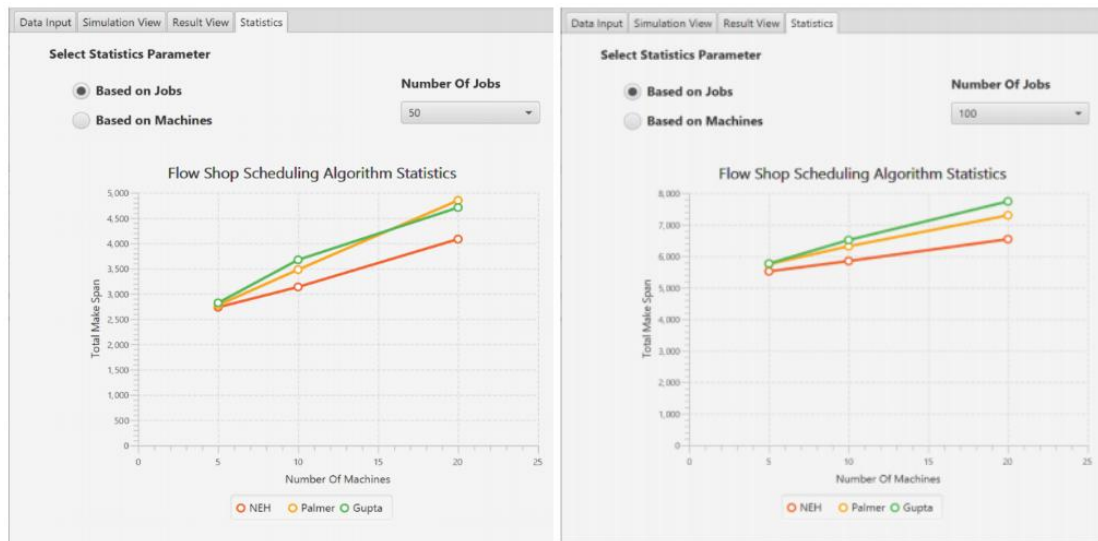 Data Input Simulation View Result View Statistics
Select Statistics Parameter
Based on Jobs
Based on Machines
Number Of Jobs
50
Flow Shop Scheduling Algorithm Statistics
Total Make Span
5,000
4,500
4,000
3,500
3,000
2,500
2,000
1,500
1,000
500
0
0 5 10 15 20 25
Number Of Machines
NEH Palmer Gupta
Data Input Simulation View Result View Statistics
Select Statistics Parameter
Based on Jobs
Based on Machines
Number Of Jobs
100
Flow Shop Scheduling Algorithm Statistics
Total Make Span
8,000
7,000
6,000
5,000
4,000
3,000
2,000
1,000
0
0 5 10 15 20 25
Number Of Machines
NEH Palmer Gupta